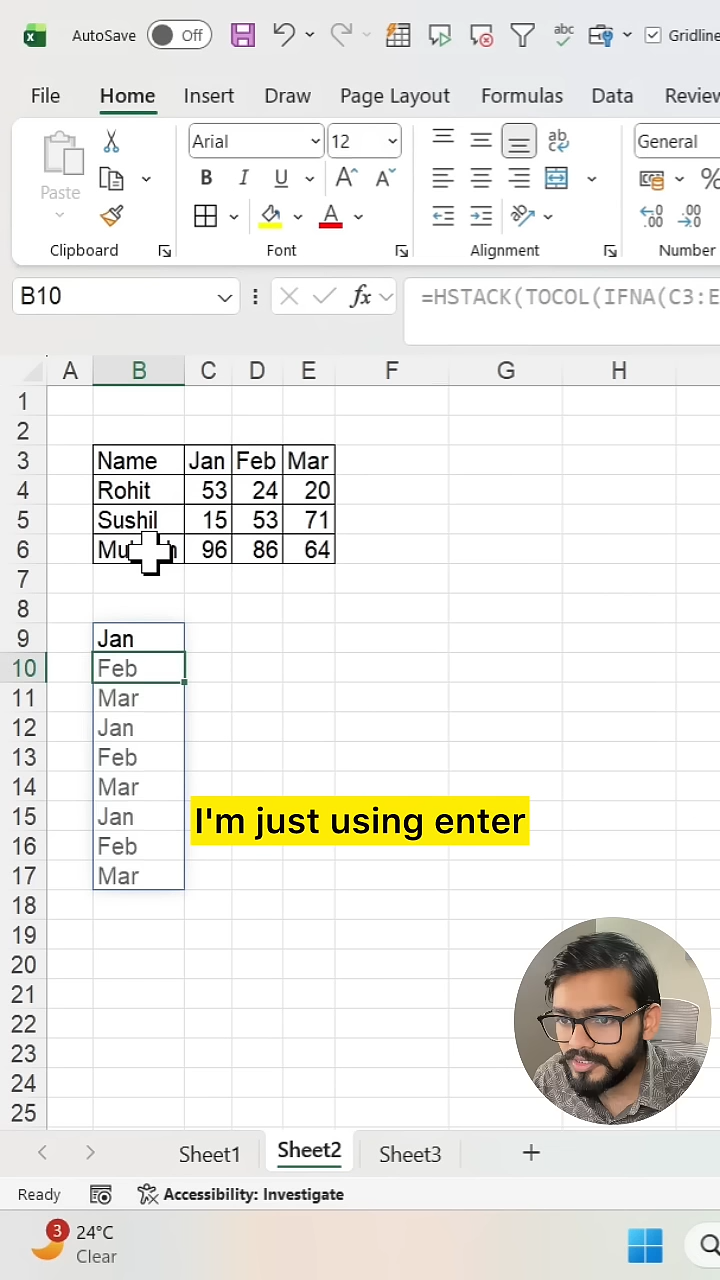 AutoSave Off Gridline
File Home Insert Draw Page Layout Formulas Data Review
Paste Arial 12 General
B I U A A ab
A %
Clipboard Font Alignment Number
B10 fx =HSTACK(TOCOL(IFNA(C3:E
A B C D E F G H
1
2
3 Name Jan Feb Mar
4 Rohit 53 24 20
5 Sushil 15 53 71
6 96 86 64
7
8
9 Jan
10 Feb
11 Mar
12 Jan
13 Feb
14 Mar
15 Jan
I'm just using enter
16 Feb
17 Mar
18
19
20
21
22
23
24
25
Sheet1 Sheet2 Sheet3 +
Ready Accessibility: Investigate
3 24°C
Clear